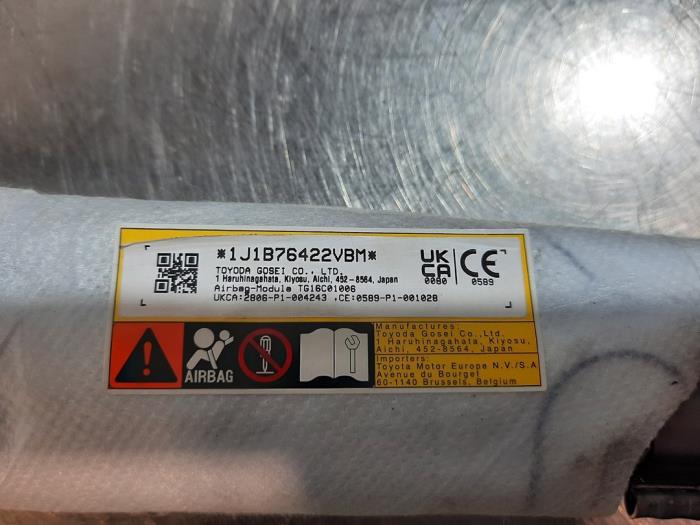 *1J1B76422VBM*
TOYODA GOSEI CO., LTD.
1 Haruhinagahata, Kiyosu, Aichi, 452-8564, Japan
Airbag-Module TG16C01006
UKCA:2806-P1-004243 ,CE:0589-P1-001028
UK
CA
0080
CE
0589
AIRBAG
Manufactures:
Toyoda Gosei Co.,Ltd.
1 Haruhinagahata, Kiyosu,
Aichi, 452-8564, Japan
Importers:
Toyota Motor Europe N.V./S.A
Avenue du Bourget
60-1140 Brussels, Belgium